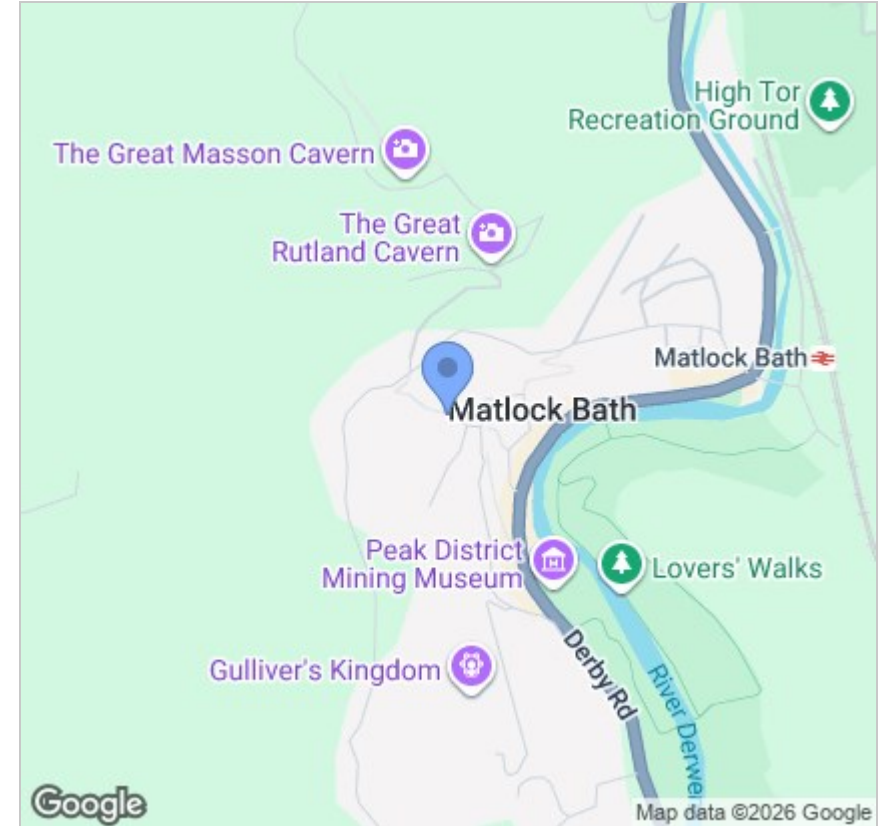 High Tor
Recreation Ground
The Great Masson Cavern
The Great
Rutland Cavern
Matlock Bath
Matlock Bath
Peak District
Mining Museum
Lovers' Walks
Gulliver's Kingdom
Derby Rd
River Derwen
Google
Map data ©2026 Google